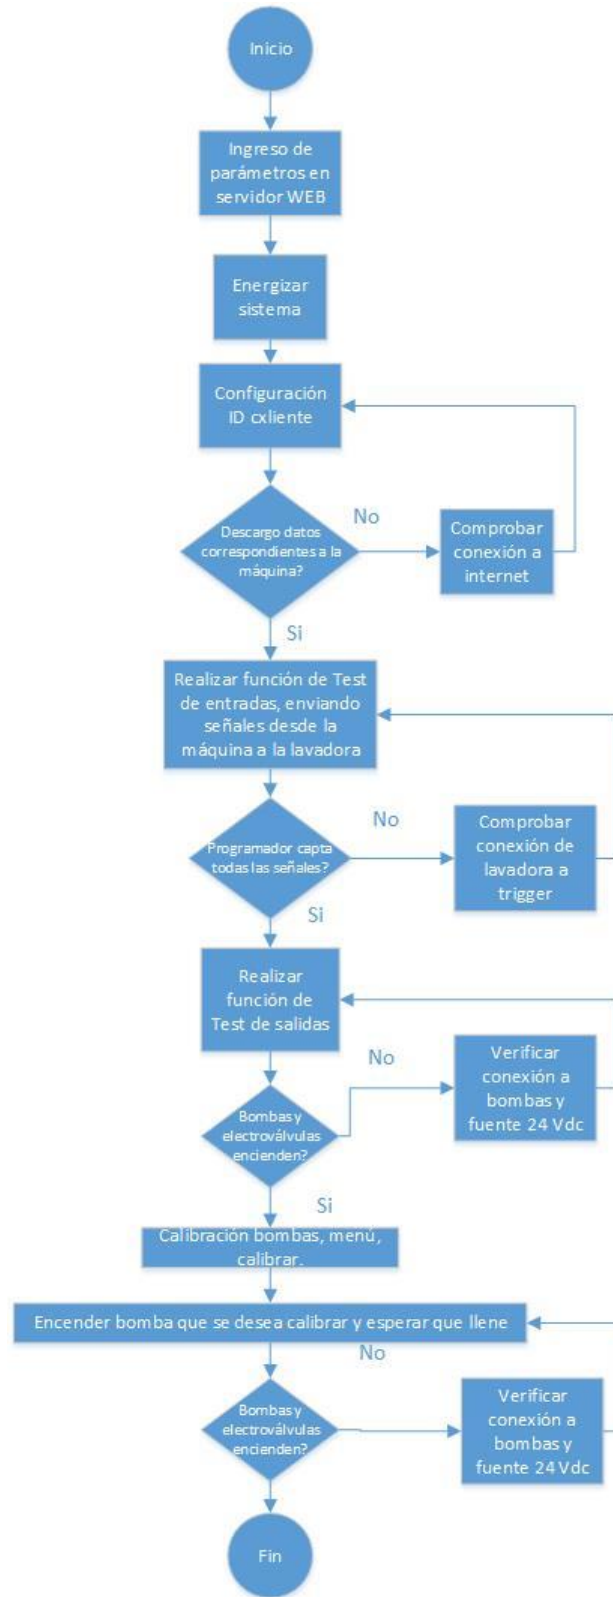 Inicio
Ingreso de
parámetros en
servidor WEB
Energizar
sistema
Configuración
ID cxliente
Descargo datos
correspondientes a la
máquina?
No
Comprobar
conexión a
internet
Si
Realizar función de Test
de entradas, enviando
señales desde la
máquina a la lavadora
Programador capta
todas las señales?
No
Comprobar
conexión de
lavadora a
trigger
Si
Realizar
función de
Test de salidas
Bombas y
electroválvulas
encienden?
No
Verificar
conexión a
bombas y
fuente 24 Vdc
Si
Calibración bombas, menú,
calibrar.
Encender bomba que se desea calibrar y esperar que llene
No
Bombas y
electroválvulas
encienden?
Verificar
conexión a
bombas y
fuente 24 Vdc
Fin